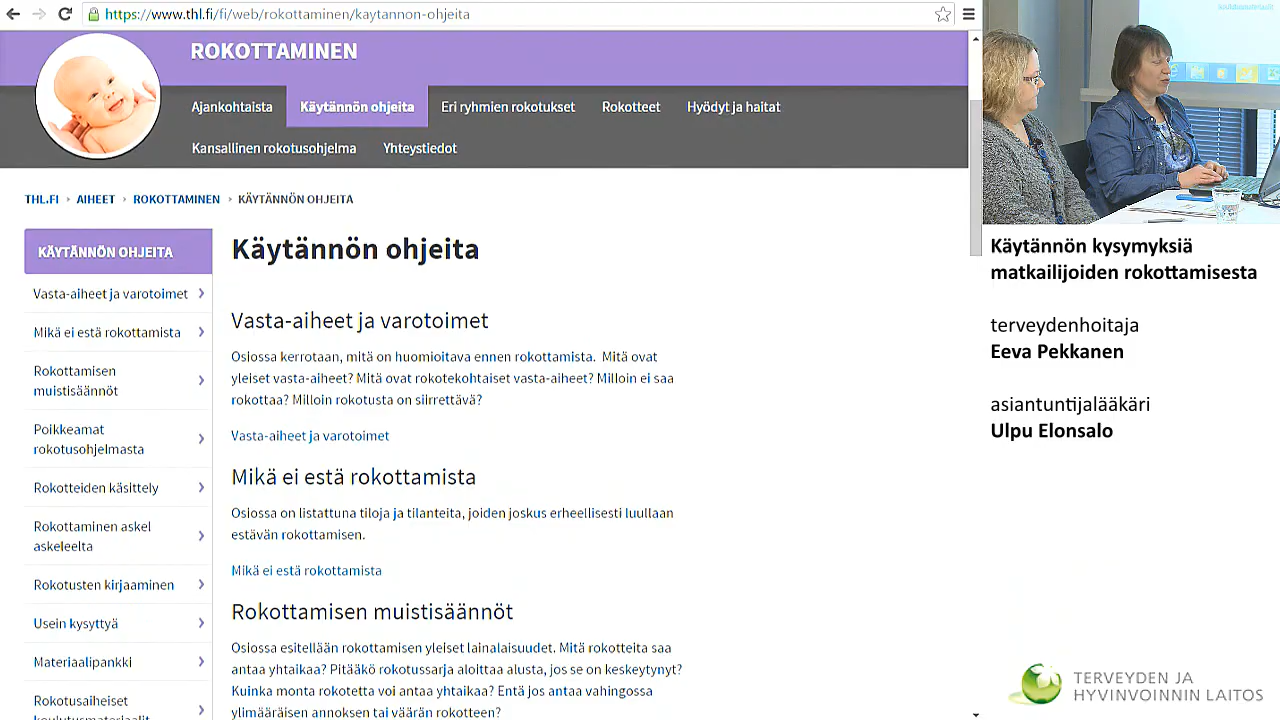 https://www.thl.fi/fi/web/rokottaminen/kaytannon-ohjeita
ROKOTTAMINEN
Ajankohtaista
Käytännön ohjeita
Eri ryhmien rokotukset
Rokotteet
Hyödyt ja haitat
Kansallinen rokotusohjelma
Yhteystiedot
THL.FI › AIHEET › ROKOTTAMINEN › KÄYTÄNNÖN OHJEITA
KÄYTÄNNÖN OHJEITA
Vasta-aiheet ja varotoimet
Mikä ei estä rokottamista
Rokottamisen
muistisäännöt
Poikkeamat
rokotusohjelmasta
Rokotteiden käsittely
Rokottaminen askel
askeleelta
Rokotusten kirjaaminen
Usein kysyttyä
Materiaalipankki
Rokotusaiheiset
koulutusmateriaalit
Käytännön ohjeita
Vasta-aiheet ja varotoimet
Osiossa kerrotaan, mitä on huomioitava ennen rokottamista. Mitä ovat
yleiset vasta-aiheet? Mitä ovat rokotekohtaiset vasta-aiheet? Milloin ei saa
rokottaa? Milloin rokotusta on siirrettävä?
Vasta-aiheet ja varotoimet
Mikä ei estä rokottamista
Osiossa on listattuna tiloja ja tilanteita, joiden joskus erheellisesti luullaan
estävän rokottamisen.
Mikä ei estä rokottamista
Rokottamisen muistisäännöt
Osiossa esitellään rokottamisen yleiset lainalaisuudet. Mitä rokotteita saa
antaa yhtaikaa? Pitääkö rokotussarja aloittaa alusta, jos se on keskeytynyt?
Kuinka monta rokotetta voi antaa yhtaikaa? Entä jos antaa vahingossa
ylimääräisen annoksen tai väärän rokotteen?
Käytännön kysymyksiä
matkailijoiden rokottamisesta
terveydenhoitaja
Eeva Pekkanen
asiantuntijalääkäri
Ulpu Elonsalo
TERVEYDEN JA
HYVINVOINNIN LAITOS